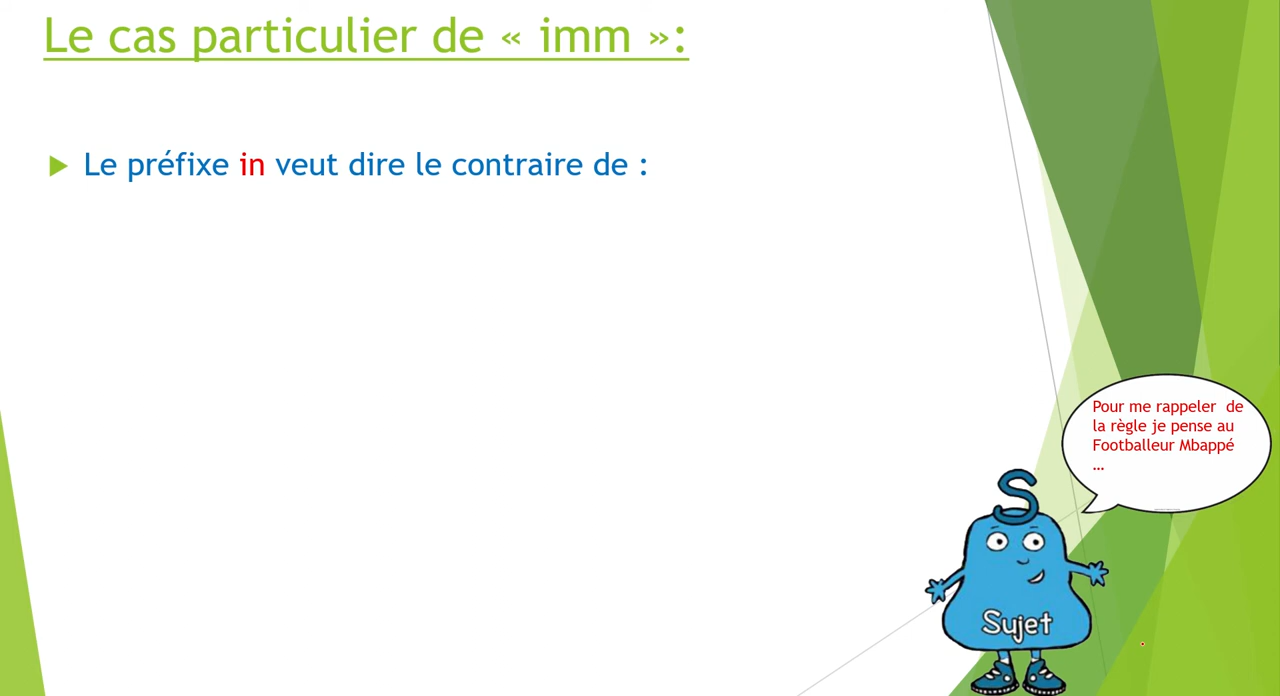 Le cas particulier de « imm »:
Le préfixe in veut dire le contraire de :
Pour me rappeler  de
la règle je pense au
Footballeur Mbappé
…
S
Sujet